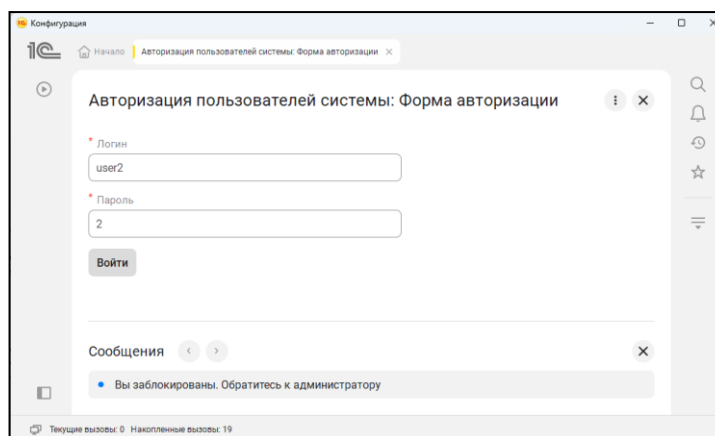 Конфигурация
1С
Начало
Авторизация пользователей системы: Форма авторизации
Авторизация пользователей системы: Форма авторизации
* Логин
user2
* Пароль
2
Войти
Сообщения
Вы заблокированы. Обратитесь к администратору
Текущие вызовы: 0 Накопленные вызовы: 19